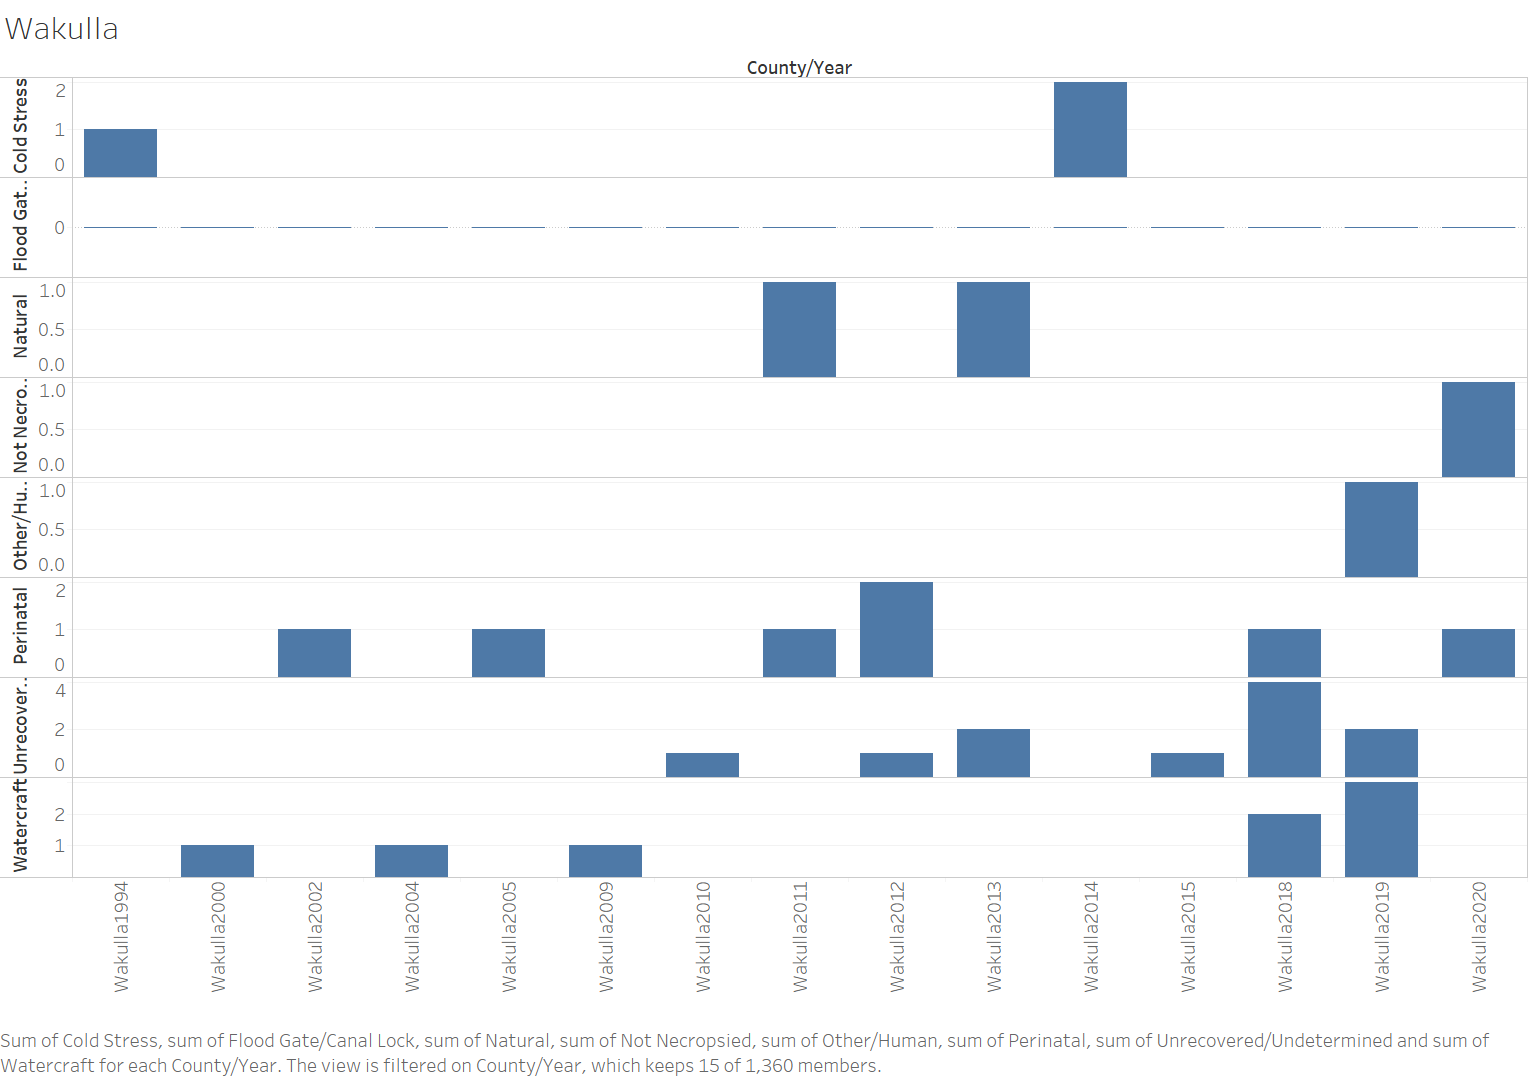 Wakulla
County/Year
Cold Stress
2
1
0
Flood Gat..
0
Natural
1.0
0.5
0.0
Not Necro..
1.0
0.5
0.0
Other/Hu..
1.0
0.5
0.0
Perinatal
2
1
0
Unrecover..
4
2
0
Watercraft
2
1
Wakulla1994
Wakulla2000
Wakulla2002
Wakulla2004
Wakulla2005
Wakulla2009
Wakulla2010
Wakulla2011
Wakulla2012
Wakulla2013
Wakulla2014
Wakulla2015
Wakulla2018
Wakulla2019
Wakulla2020
Sum of Cold Stress, sum of Flood Gate/Canal Lock, sum of Natural, sum of Not Necropsied, sum of Other/Human, sum of Perinatal, sum of Unrecovered/Undetermined and sum of
Watercraft for each County/Year. The view is filtered on County/Year, which keeps 15 of 1,360 members.